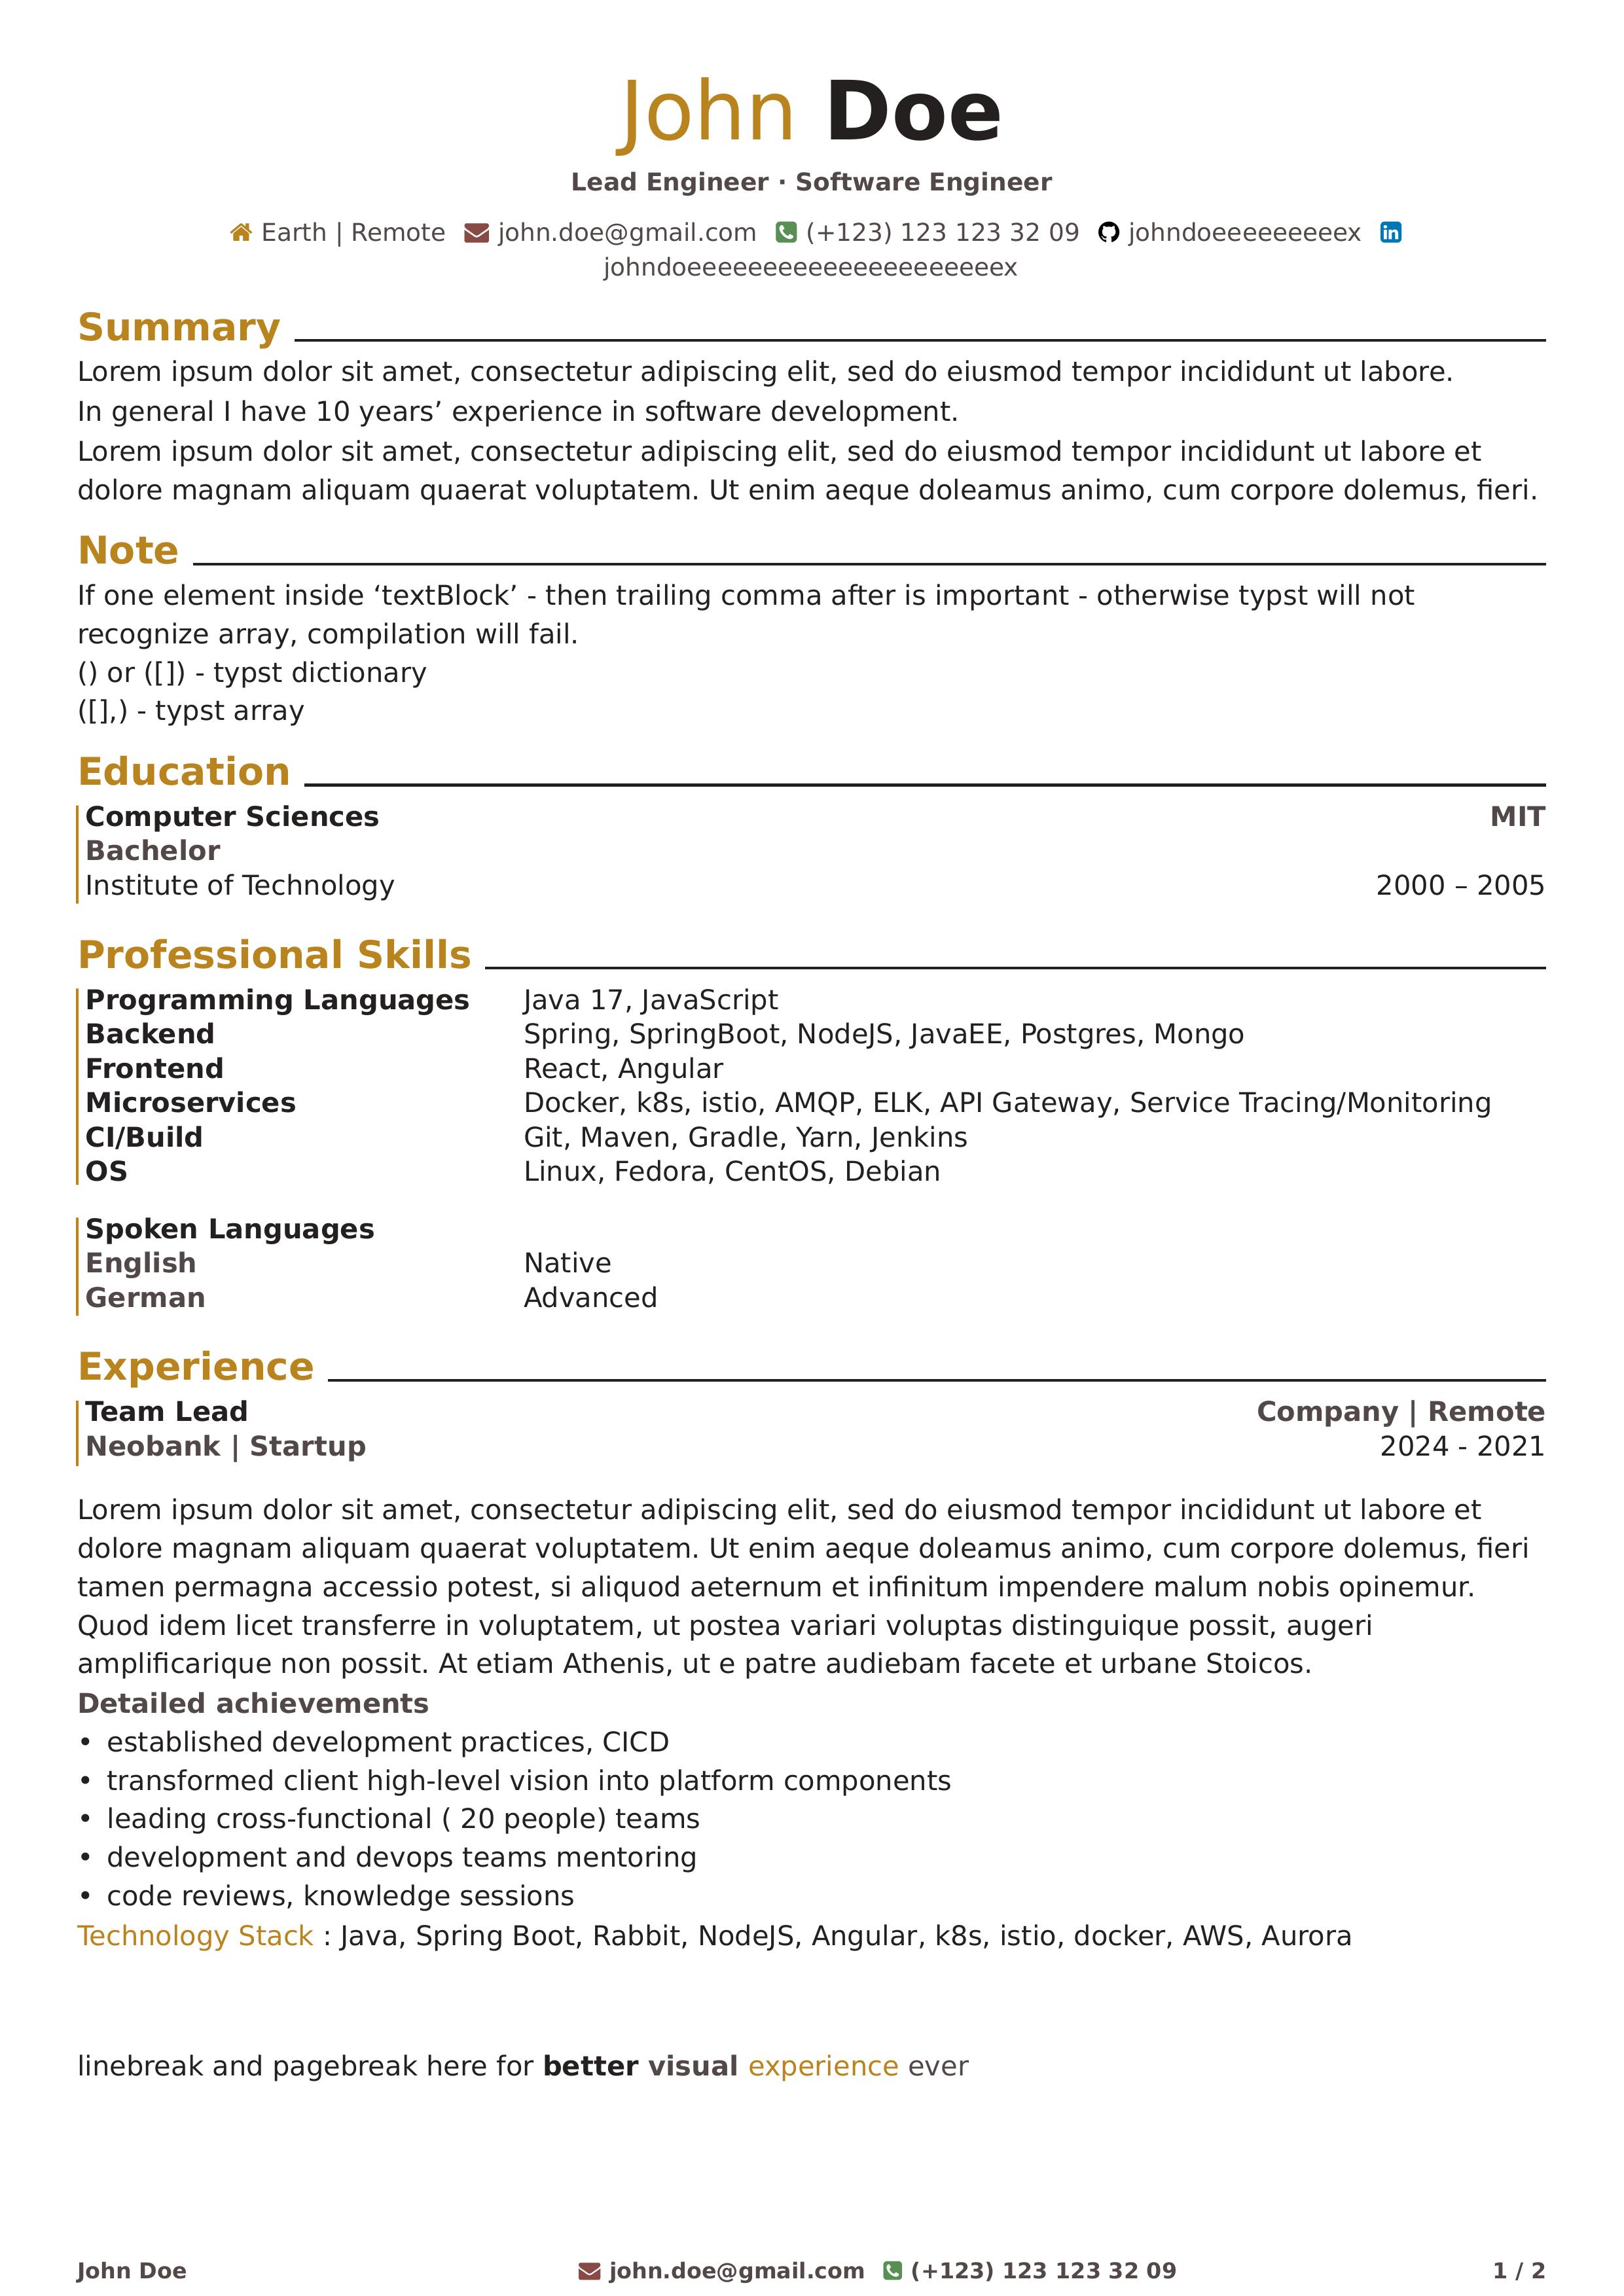 John Doe
Lead Engineer · Software Engineer
Earth | Remote john.doe@gmail.com (+123) 123 123 32 09 johndoeeeeeeeeex
johndoeeeeeeeeeeeeeeeeeeeeex
Summary
Lorem ipsum dolor sit amet, consectetur adipiscing elit, sed do eiusmod tempor incididunt ut labore.
In general I have 10 years’ experience in software development.
Lorem ipsum dolor sit amet, consectetur adipiscing elit, sed do eiusmod tempor incididunt ut labore et
dolore magnam aliquam quaerat voluptatem. Ut enim aeque doleamus animo, cum corpore dolemus, fieri.
Note
If one element inside ‘textBlock’ - then trailing comma after is important - otherwise typst will not
recognize array, compilation will fail.
() or ([]) - typst dictionary
([],) - typst array
Education
Computer Sciences MIT
Bachelor
Institute of Technology 2000 – 2005
Professional Skills
Programming Languages Java 17, JavaScript
Backend Spring, SpringBoot, NodeJS, JavaEE, Postgres, Mongo
Frontend React, Angular
Microservices Docker, k8s, istio, AMQP, ELK, API Gateway, Service Tracing/Monitoring
CI/Build Git, Maven, Gradle, Yarn, Jenkins
OS Linux, Fedora, CentOS, Debian
Spoken Languages
English Native
German Advanced
Experience
Team Lead Company | Remote
Neobank | Startup 2024 - 2021
Lorem ipsum dolor sit amet, consectetur adipiscing elit, sed do eiusmod tempor incididunt ut labore et
dolore magnam aliquam quaerat voluptatem. Ut enim aeque doleamus animo, cum corpore dolemus, fieri
tamen permagna accessio potest, si aliquod aeternum et infinitum impendere malum nobis opinemur.
Quod idem licet transferre in voluptatem, ut postea variari voluptas distinguique possit, augeri
amplificarique non possit. At etiam Athenis, ut e patre audiebam facete et urbane Stoicos.
Detailed achievements
• established development practices, CICD
• transformed client high-level vision into platform components
• leading cross-functional ( 20 people) teams
• development and devops teams mentoring
• code reviews, knowledge sessions
Technology Stack : Java, Spring Boot, Rabbit, NodeJS, Angular, k8s, istio, docker, AWS, Aurora
linebreak and pagebreak here for better visual experience ever
John Doe john.doe@gmail.com (+123) 123 123 32 09 1 / 2